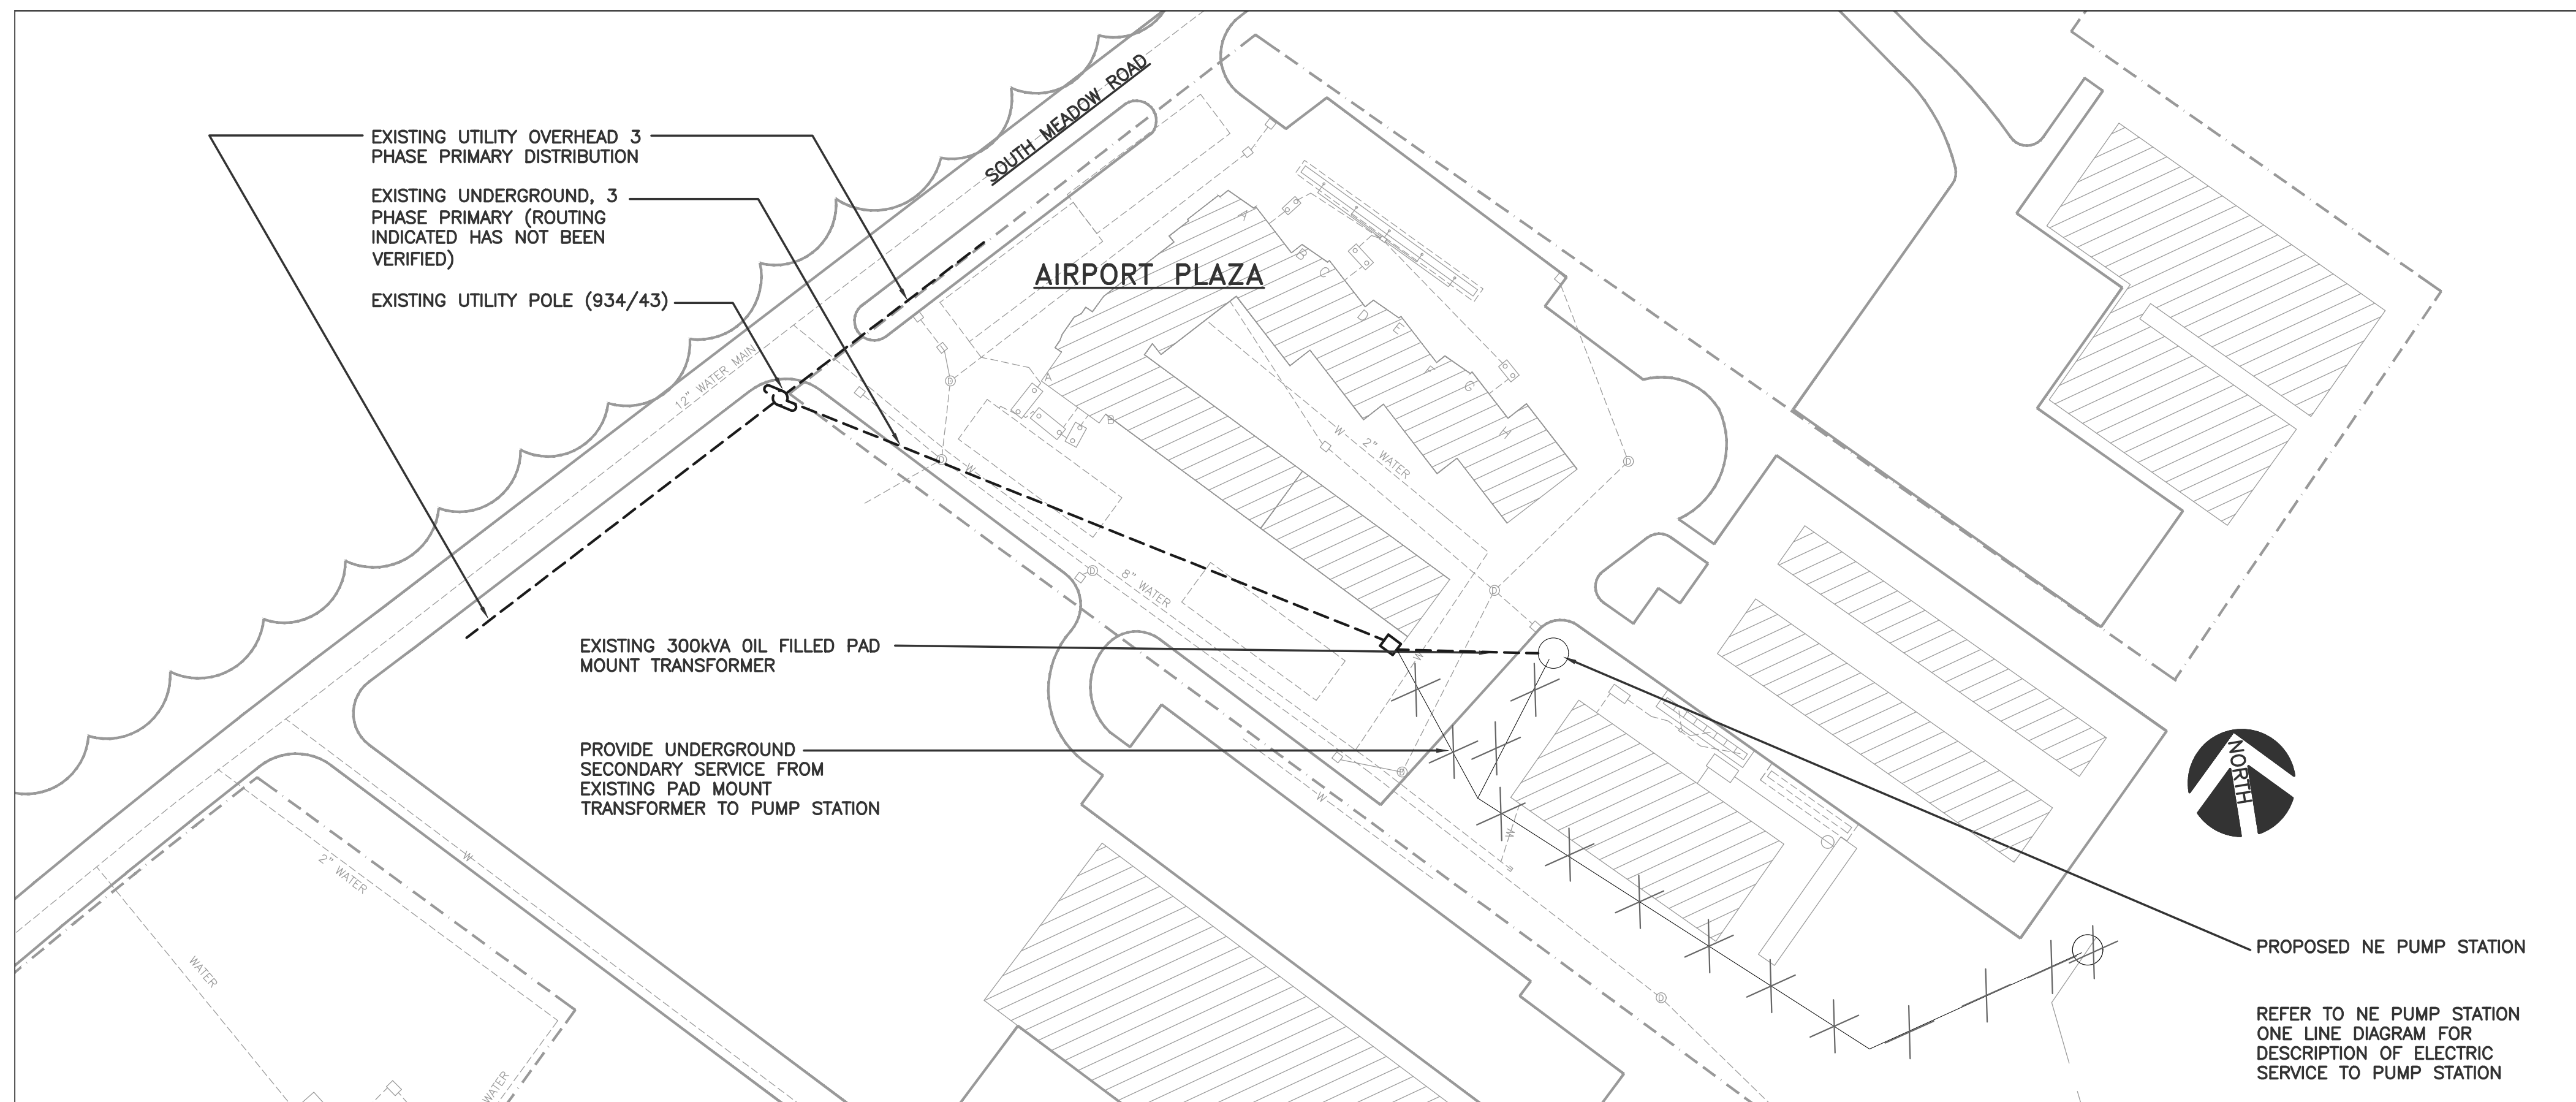 SOUTH MEADOW ROAD
EXISTING UTILITY OVERHEAD 3
PHASE PRIMARY DISTRIBUTION
EXISTING UNDERGROUND, 3
PHASE PRIMARY (ROUTING
INDICATED HAS NOT BEEN
VERIFIED)
EXISTING UTILITY POLE (934/43)
AIRPORT PLAZA
12" WATER MAIN
A
B
C
D
E
F
G
H
A
B
W
W
2" WATER
8" WATER
W
W
W
W
D
D
D
D
D
D
D
EXISTING 300kVA OIL FILLED PAD
MOUNT TRANSFORMER
PROVIDE UNDERGROUND
SECONDARY SERVICE FROM
EXISTING PAD MOUNT
TRANSFORMER TO PUMP STATION
2" WATER
WATER
WATER
NORTH
PROPOSED NE PUMP STATION
REFER TO NE PUMP STATION
ONE LINE DIAGRAM FOR
DESCRIPTION OF ELECTRIC
SERVICE TO PUMP STATION